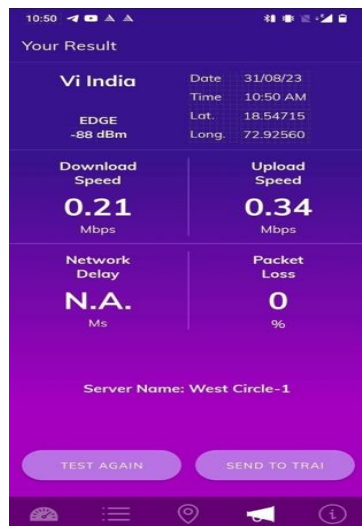 10:50
Your Result
Vi India
EDGE
-88 dBm
Date 31/08/23
Time 10:50 AM
Lat. 18.54715
Long. 72.92560
Download Speed
0.21
Mbps
Upload Speed
0.34
Mbps
Network Delay
N.A.
Ms
Packet Loss
0
%
Server Name: West Circle-1
TEST AGAIN
SEND TO TRAI